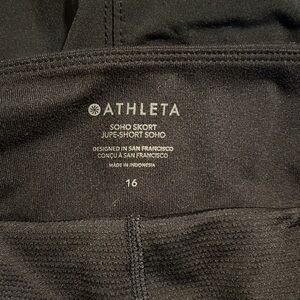 ATHLETA
SOHO SKORT
JUPE-SHORT SOHO
DESIGNED IN SAN FRANCISCO
CONÇU À SAN FRANCISCO
MADE IN INDONESIA
16